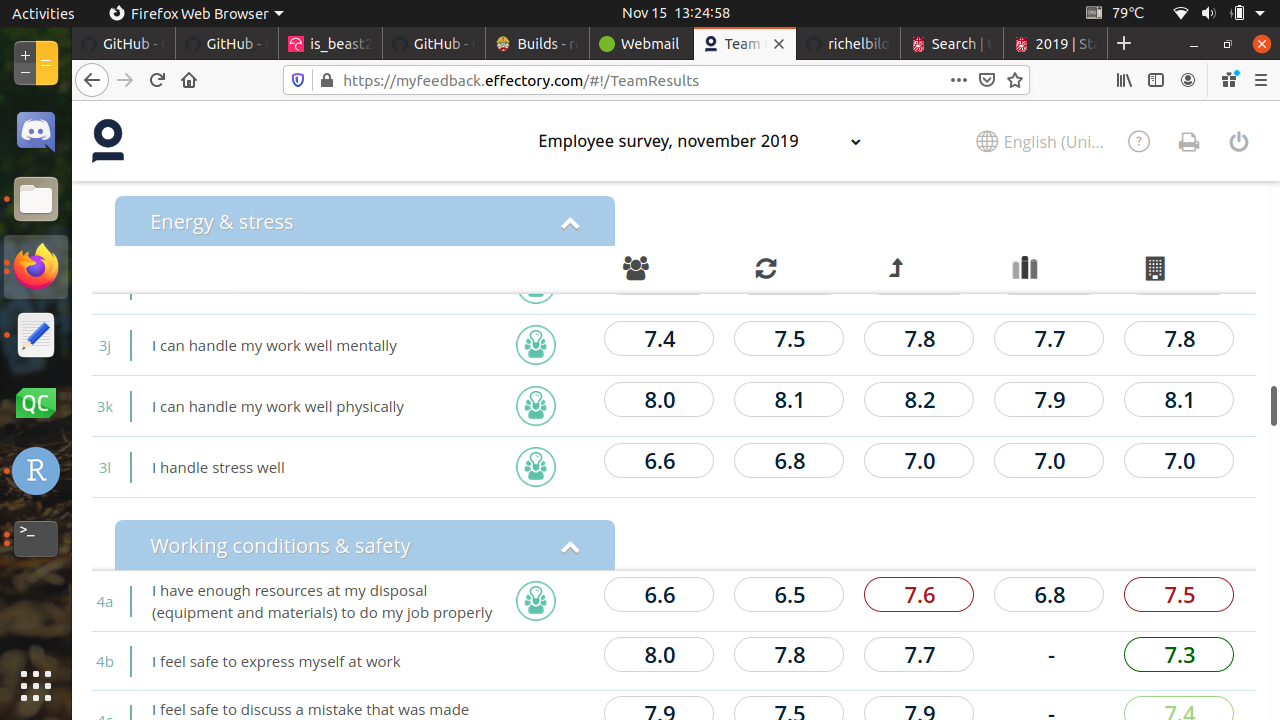 Activities Firefox Web Browser Nov 15 13:24:58 79°C
GitHub - GitHub - is_beast2 GitHub - Builds - Webmail Team richelbild Search | 2019 |
https://myfeedback.effectory.com/#!/TeamResults
Employee survey, november 2019 English (Uni... ?
Energy & stress
3j I can handle my work well mentally 7.4 7.5 7.8 7.7 7.8
3k I can handle my work well physically 8.0 8.1 8.2 7.9 8.1
3l I handle stress well 6.6 6.8 7.0 7.0 7.0
Working conditions & safety
4a I have enough resources at my disposal
(equipment and materials) to do my job properly 6.6 6.5 7.6 6.8 7.5
4b I feel safe to express myself at work 8.0 7.8 7.7 - 7.3
I feel safe to discuss a mistake that was made 7.9 7.5 7.9 - 7.4
QC
R
>_